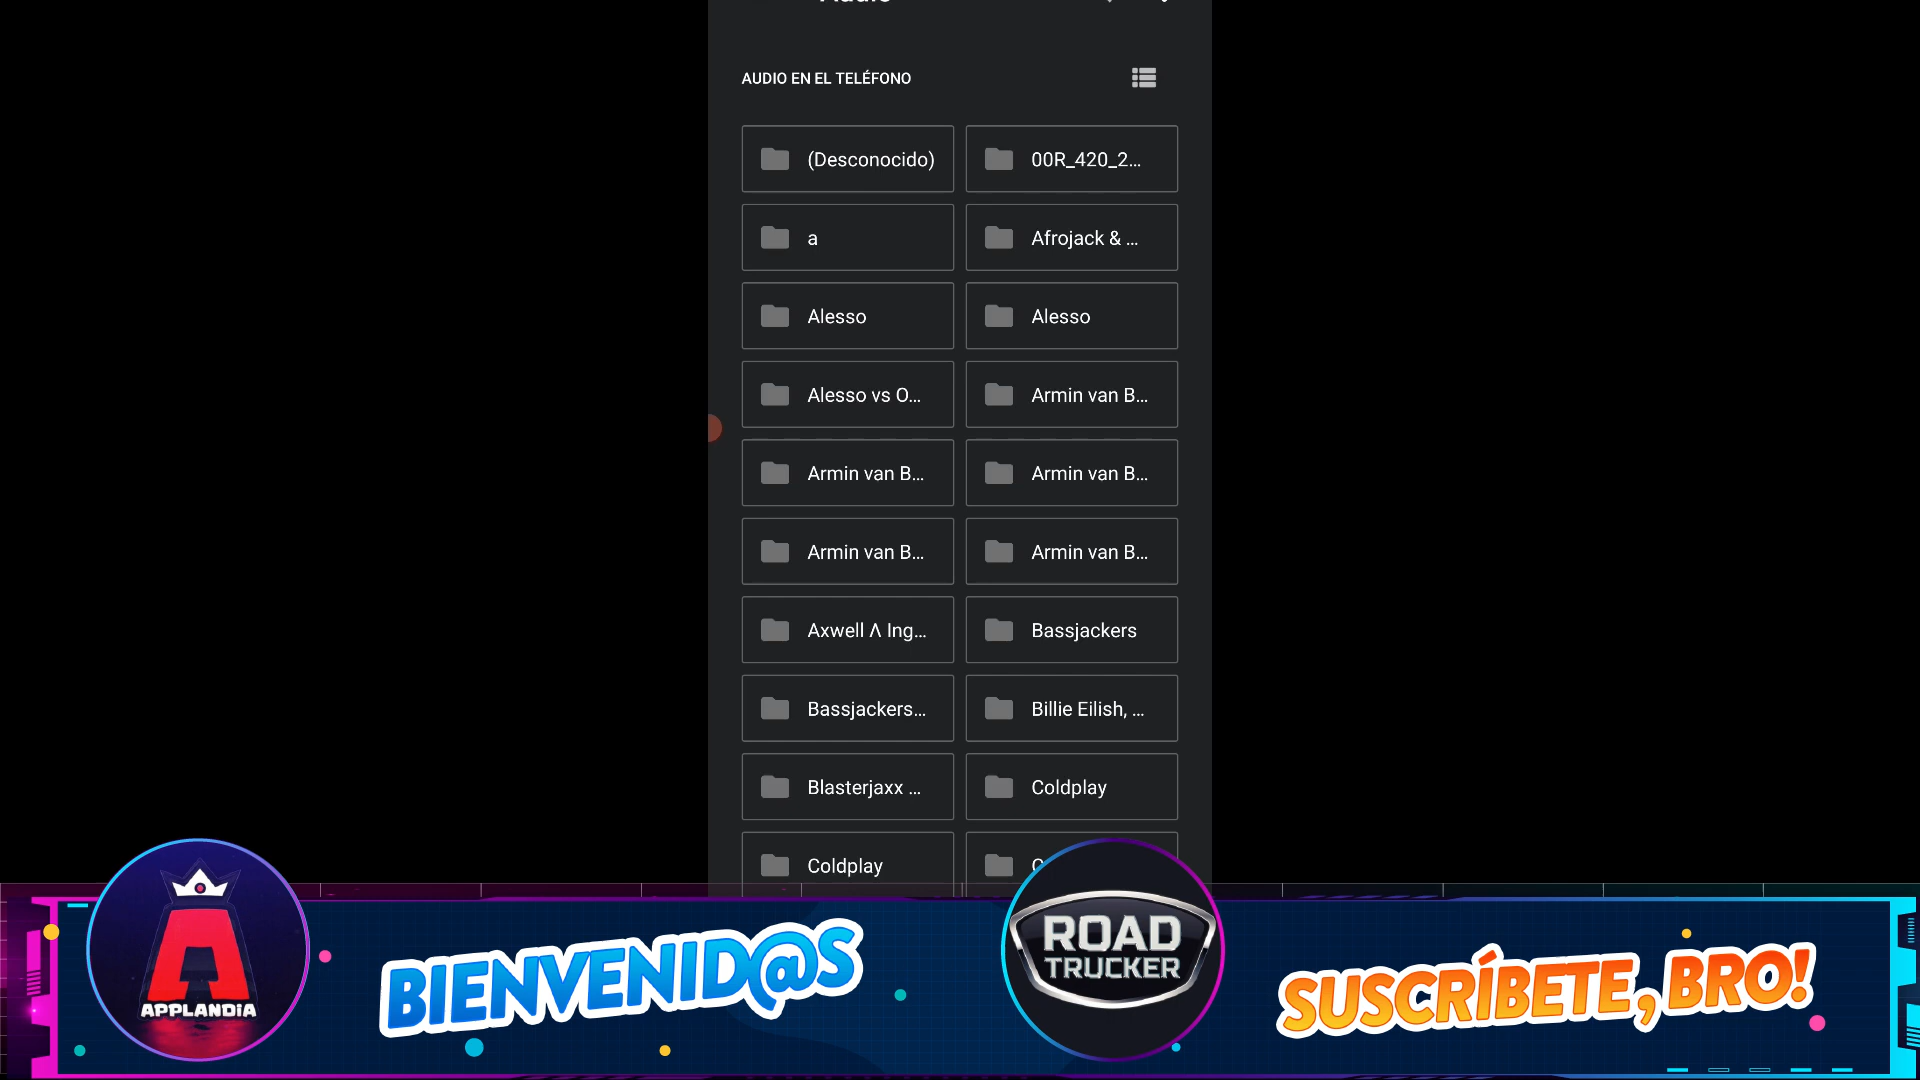 Audio
AUDIO EN EL TELÉFONO
(Desconocido)
00R_420_2...
a
Afrojack & ...
Alesso
Alesso
Alesso vs O...
Armin van B...
Armin van B...
Armin van B...
Armin van B...
Armin van B...
Axwell Λ Ing...
Bassjackers
Bassjackers...
Billie Eilish, ...
Blasterjaxx ...
Coldplay
Coldplay
APPLANDiA
BIENVENID@S
ROAD
TRUCKER
SUSCRÍBETE, BRO!